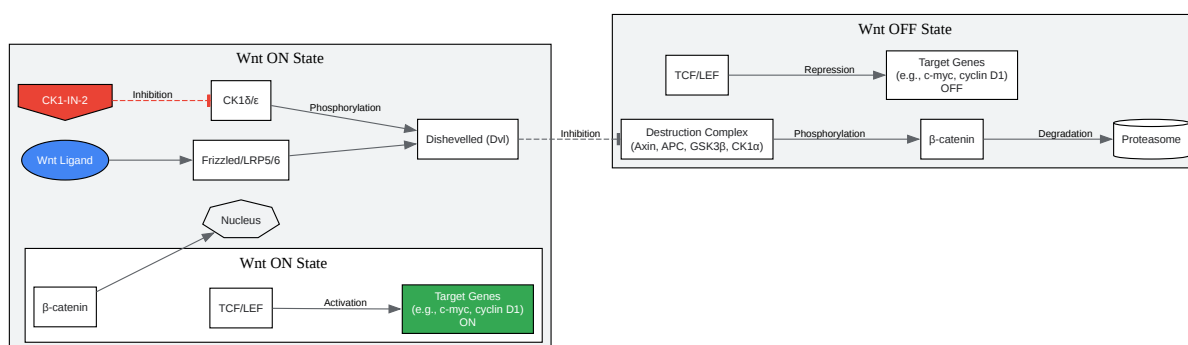 Wnt OFF State
TCF/LEF
Repression
Target Genes
(e.g., c-myc, cyclin D1)
OFF
Destruction Complex
(Axin, APC, GSK3β, CK1α)
Phosphorylation
β-catenin
Degradation
Proteasome
Wnt ON State
CK1-IN-2
Inhibition
CK1δ/ε
Phosphorylation
Dishevelled (Dvl)
Inhibition
Wnt Ligand
Frizzled/LRP5/6
Nucleus
Wnt ON State
β-catenin
TCF/LEF
Activation
Target Genes
(e.g., c-myc, cyclin D1)
ON